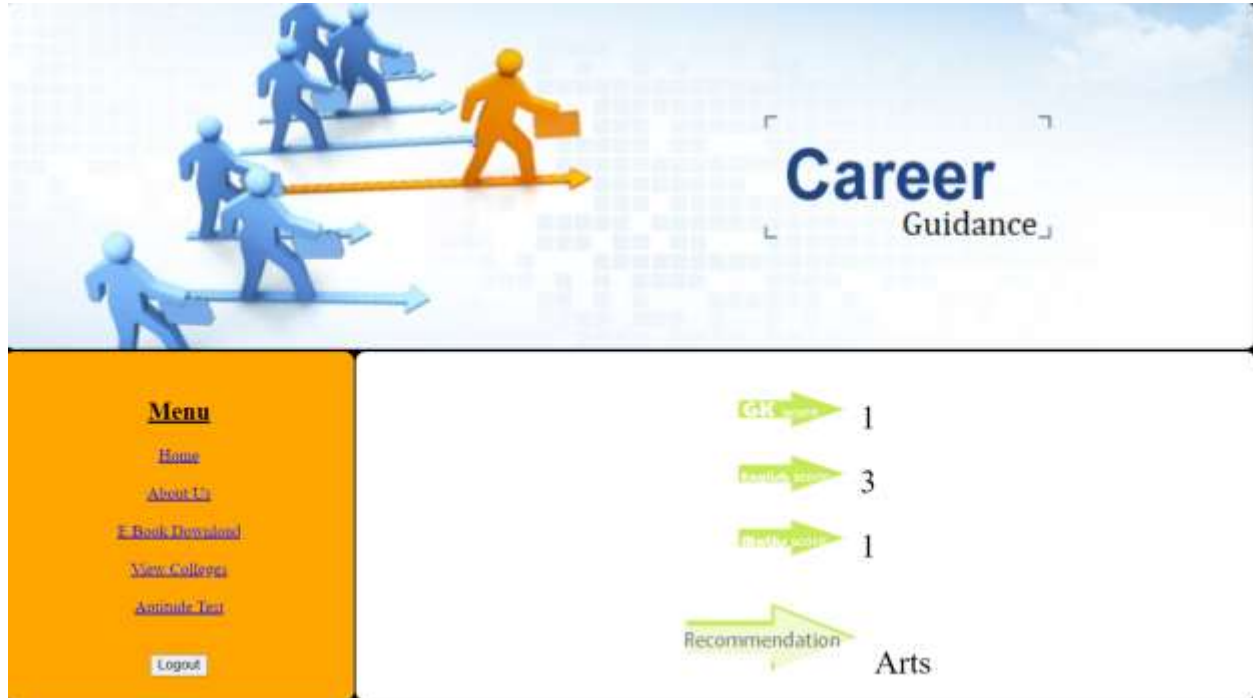 Career
Guidance
Menu
Home
About Us
E Book Download
View Colleges
Aptitude Test
Logout
GK score 1
English score 3
Maths score 1
Recommendation Arts